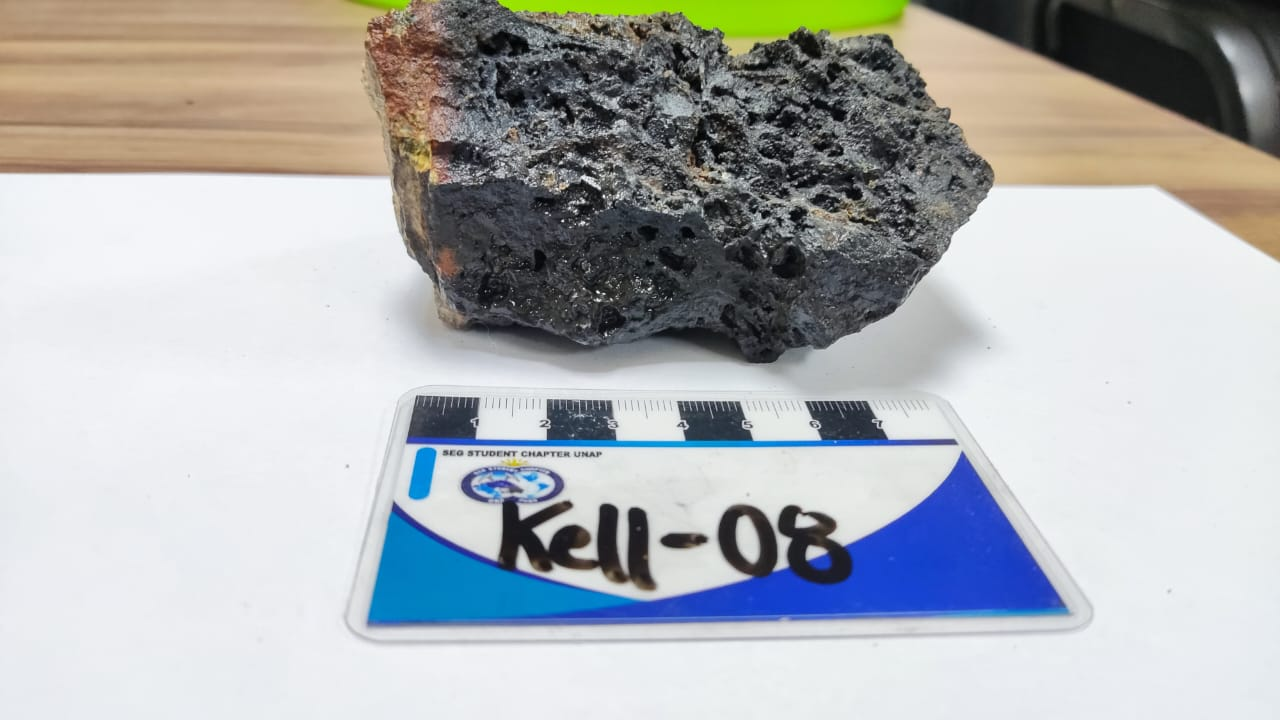 1 2 3 4 5 6 7
SEG STUDENT CHAPTER UNAP
Kell-08